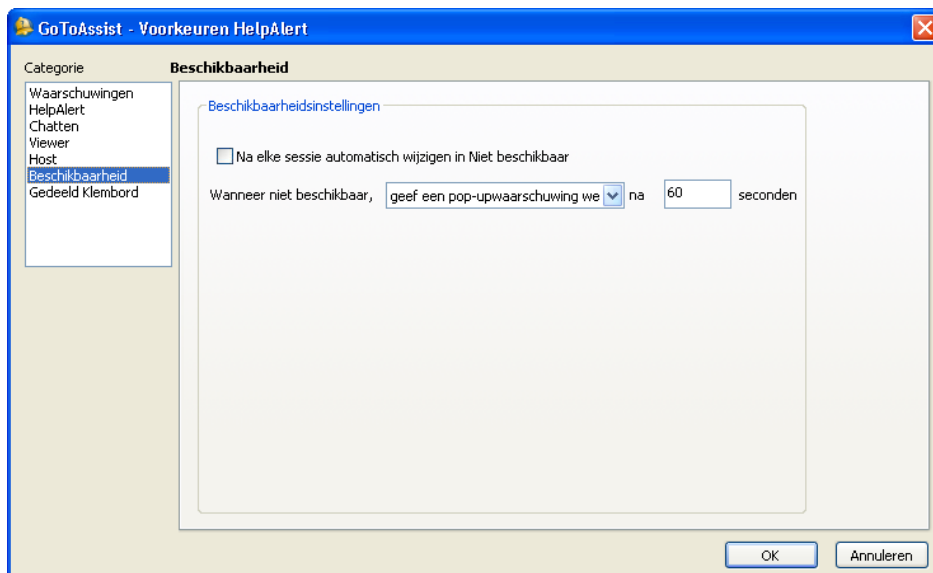 GoToAssist - Voorkeuren HelpAlert
Categorie
Beschikbaarheid
Waarschuwingen
HelpAlert
Chatten
Viewer
Host
Beschikbaarheid
Gedeeld Klembord
Beschikbaarheidsinstellingen
Na elke sessie automatisch wijzigen in Niet beschikbaar
Wanneer niet beschikbaar, geef een pop-upwaarschuwing we na 60 seconden
OK Annuleren